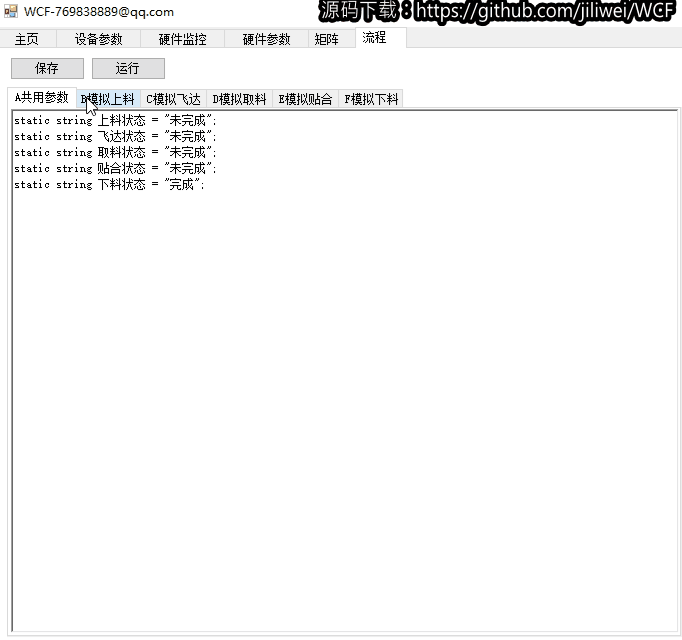 WCF-769838889@qq.com
源码下载：https://github.com/jiliwei/WCF
主页 设备参数 硬件监控 硬件参数 矩阵 流程
保存 运行
A共用参数 B模拟上料 C模拟飞达 D模拟取料 E模拟贴合 F模拟下料
static string 上料状态 = "未完成";
static string 飞达状态 = "未完成";
static string 取料状态 = "未完成";
static string 贴合状态 = "未完成";
static string 下料状态 = "完成";